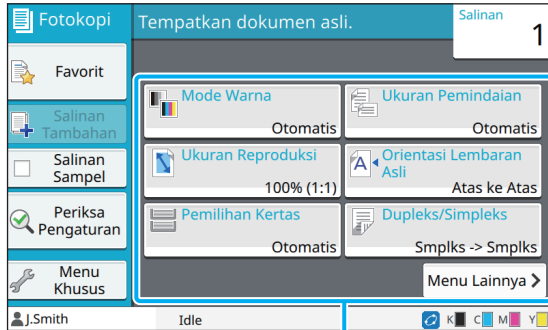 Fotokopi
Tempatkan dokumen asli.
Salinan
1
Favorit
Salinan
Tambahan
Salinan
Sampel
Periksa
Pengaturan
Menu
Khusus
Mode Warna
Otomatis
Ukuran Pemindaian
Otomatis
Ukuran Reproduksi
100% (1:1)
A
Orientasi Lembaran
Asli
Atas ke Atas
Pemilihan Kertas
Otomatis
Dupleks/Simpleks
Smplks -> Smplks
Menu Lainnya >
J.Smith
Idle
K C M Y